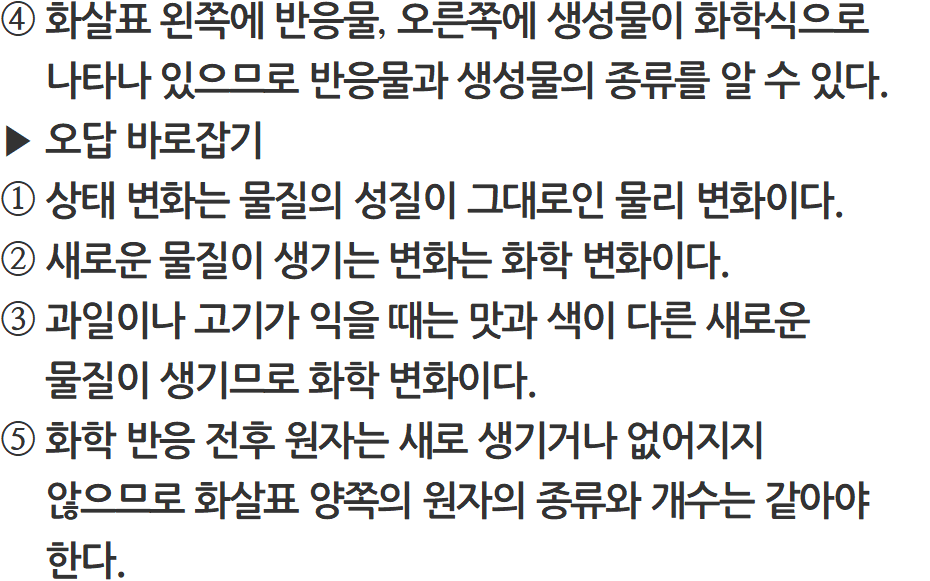 ④ 화살표 왼쪽에 반응물, 오른쪽에 생성물이 화학식으로
나타나 있으므로 반응물과 생성물의 종류를 알 수 있다.
▶ 오답 바로잡기
① 상태 변화는 물질의 성질이 그대로인 물리 변화이다.
② 새로운 물질이 생기는 변화는 화학 변화이다.
③ 과일이나 고기가 익을 때는 맛과 색이 다른 새로운
물질이 생기므로 화학 변화이다.
⑤ 화학 반응 전후 원자는 새로 생기거나 없어지지
않으므로 화살표 양쪽의 원자의 종류와 개수는 같아야
한다.